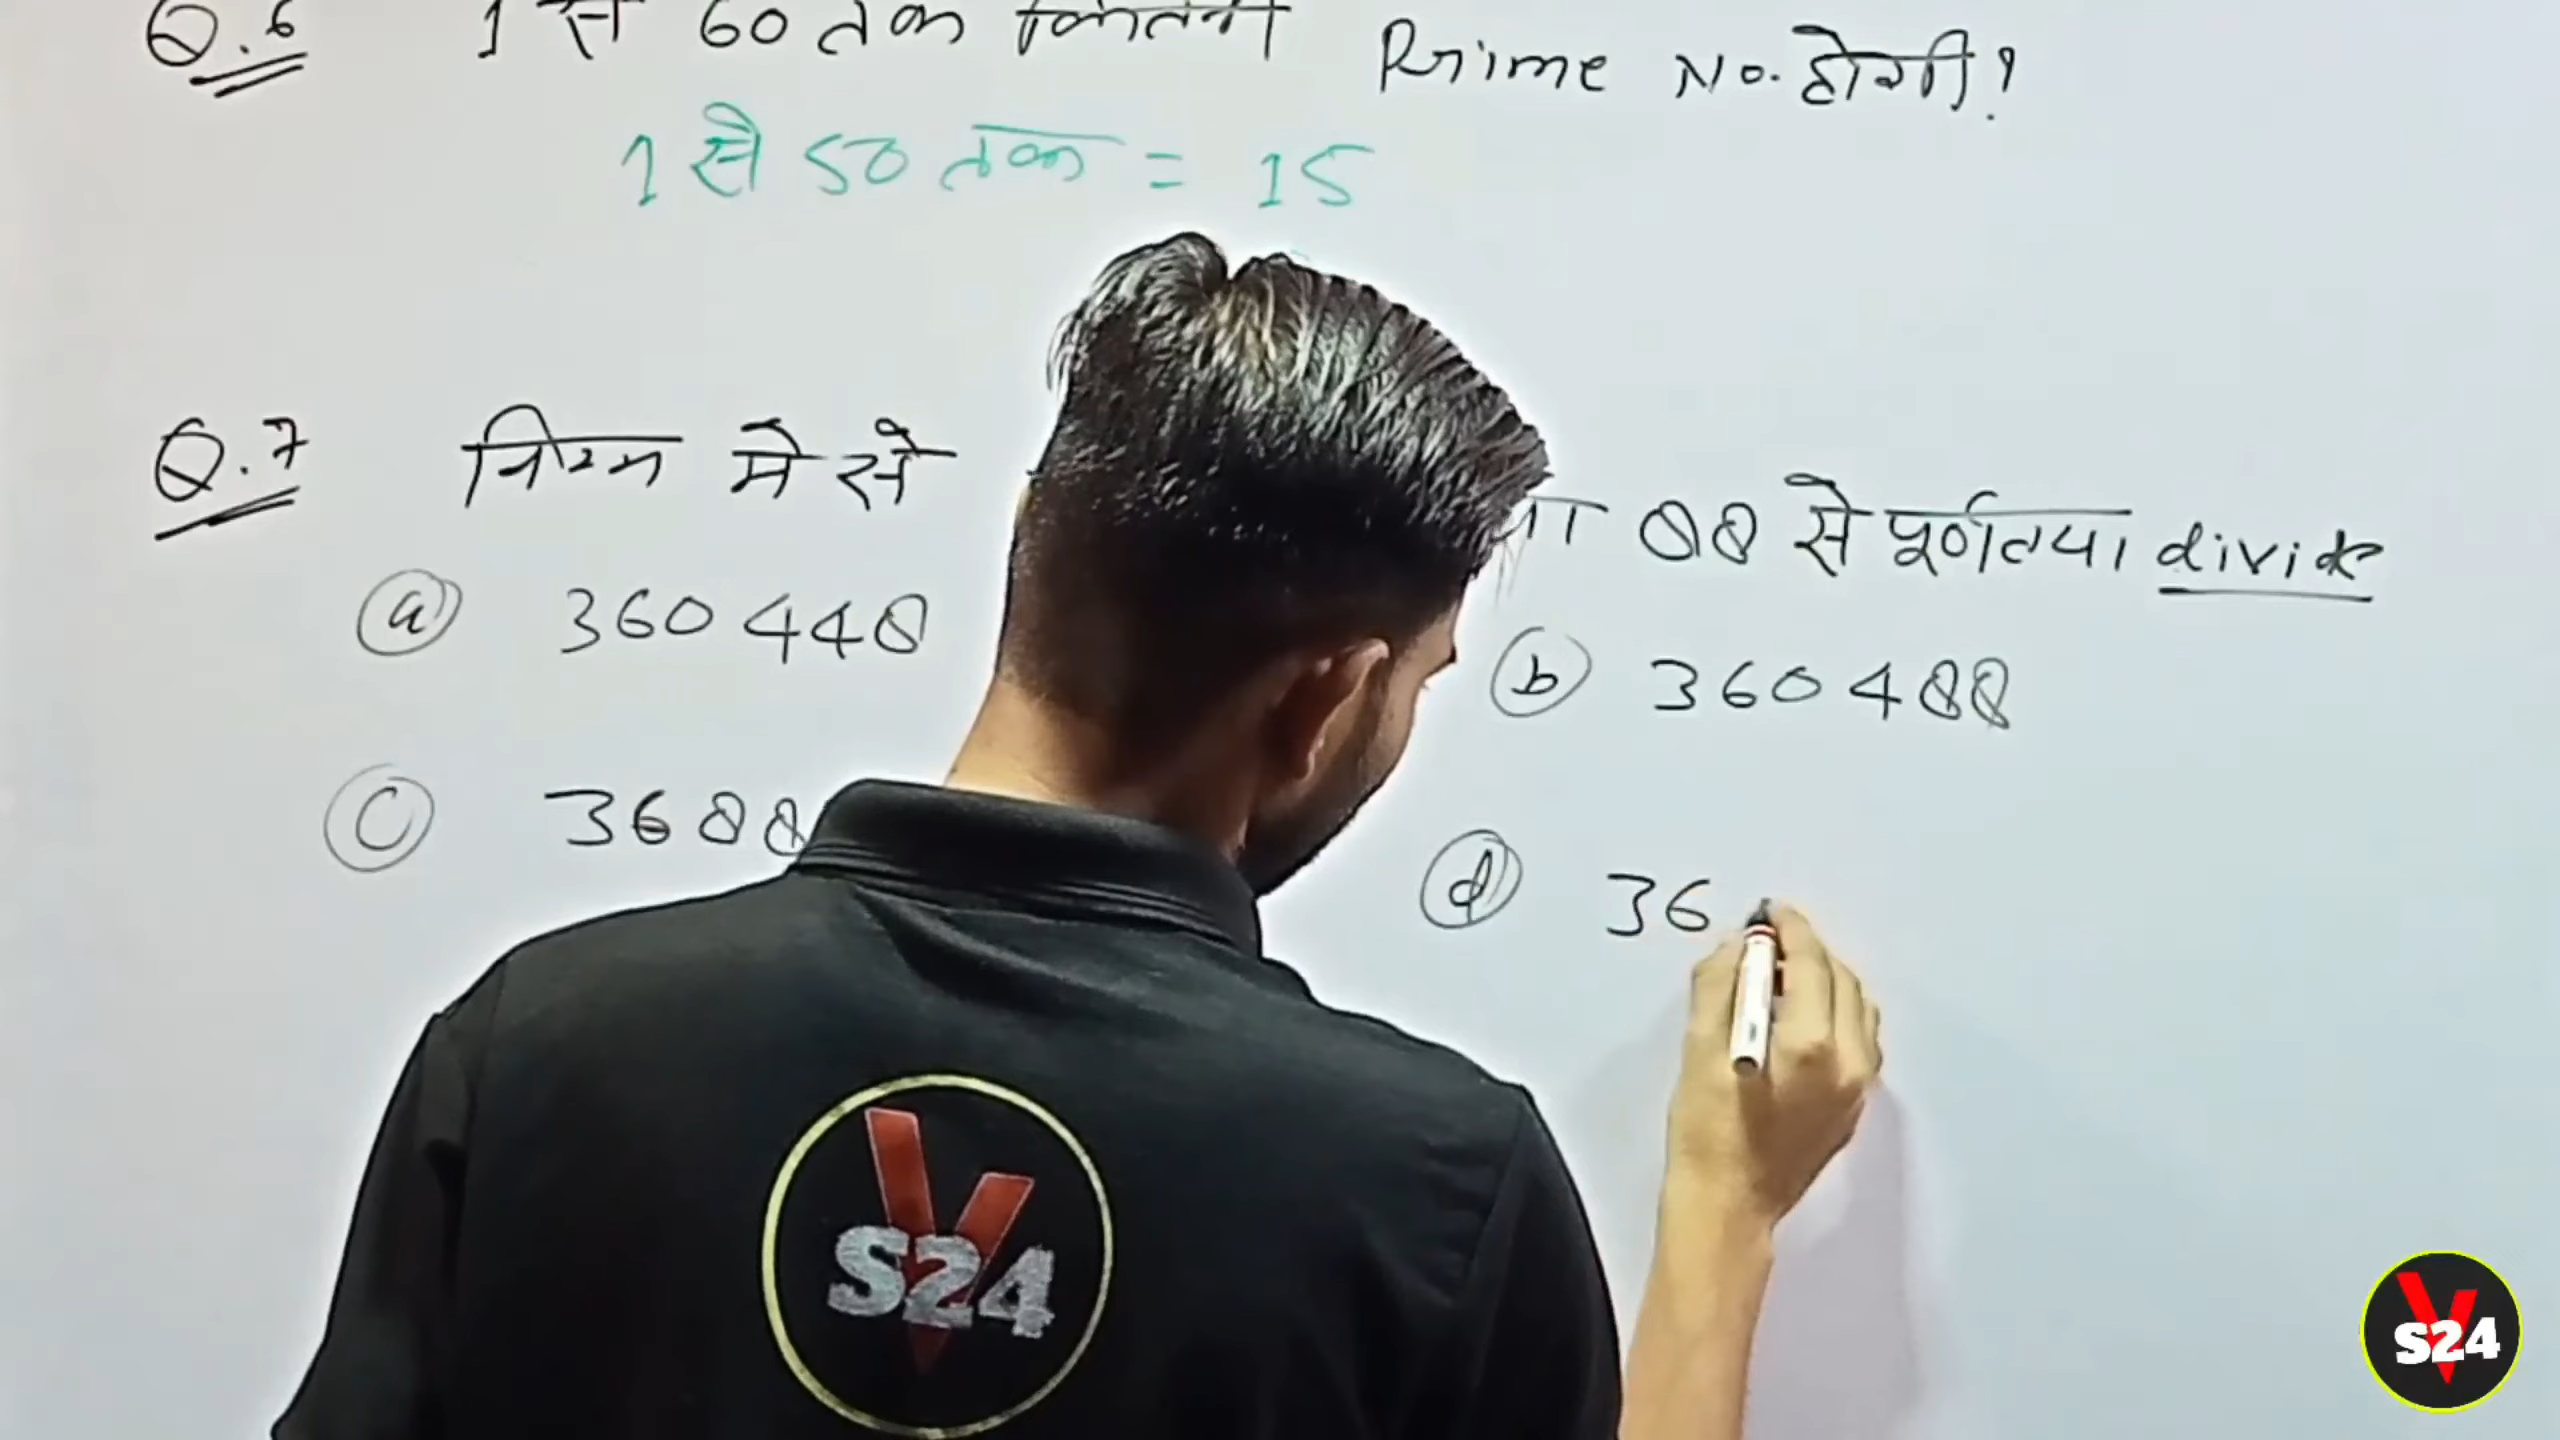 Q.6 1 से 60 तक कितनी Prime No. होगी?
1 से 50 तक = 15
Q.7 निम्न मे से 88 से पूर्णतया divide
(a) 360448 (b) 360488
(c) 3688 (d) 36
V
S24
V
S24